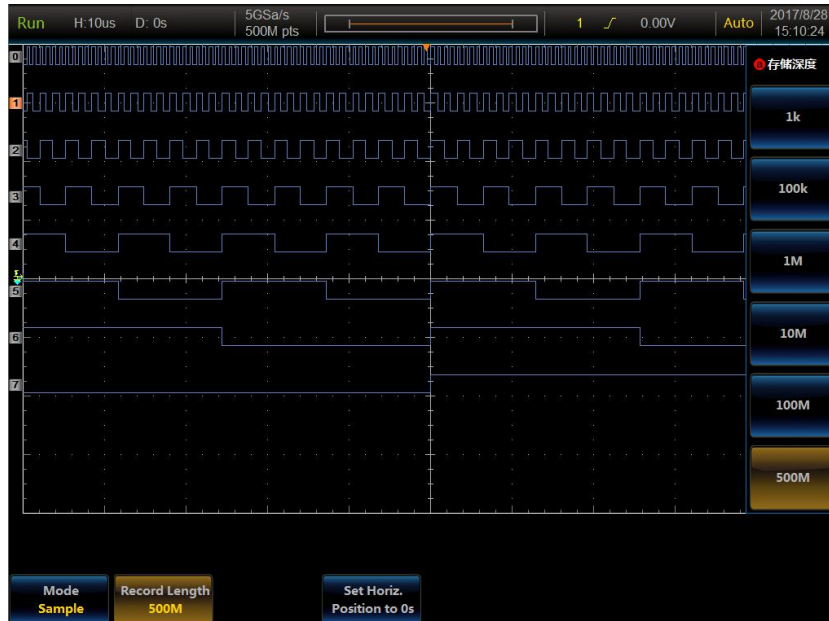 Run H:10us D: 0s 5GSa/s 500M pts 1 0.00V Auto 2017/8/28 15:10:24
0
1
2
3
4
5
6
7
a 存储深度
1k
100k
1M
10M
100M
500M
Mode
Sample
Record Length
500M
Set Horiz.
Position to 0s